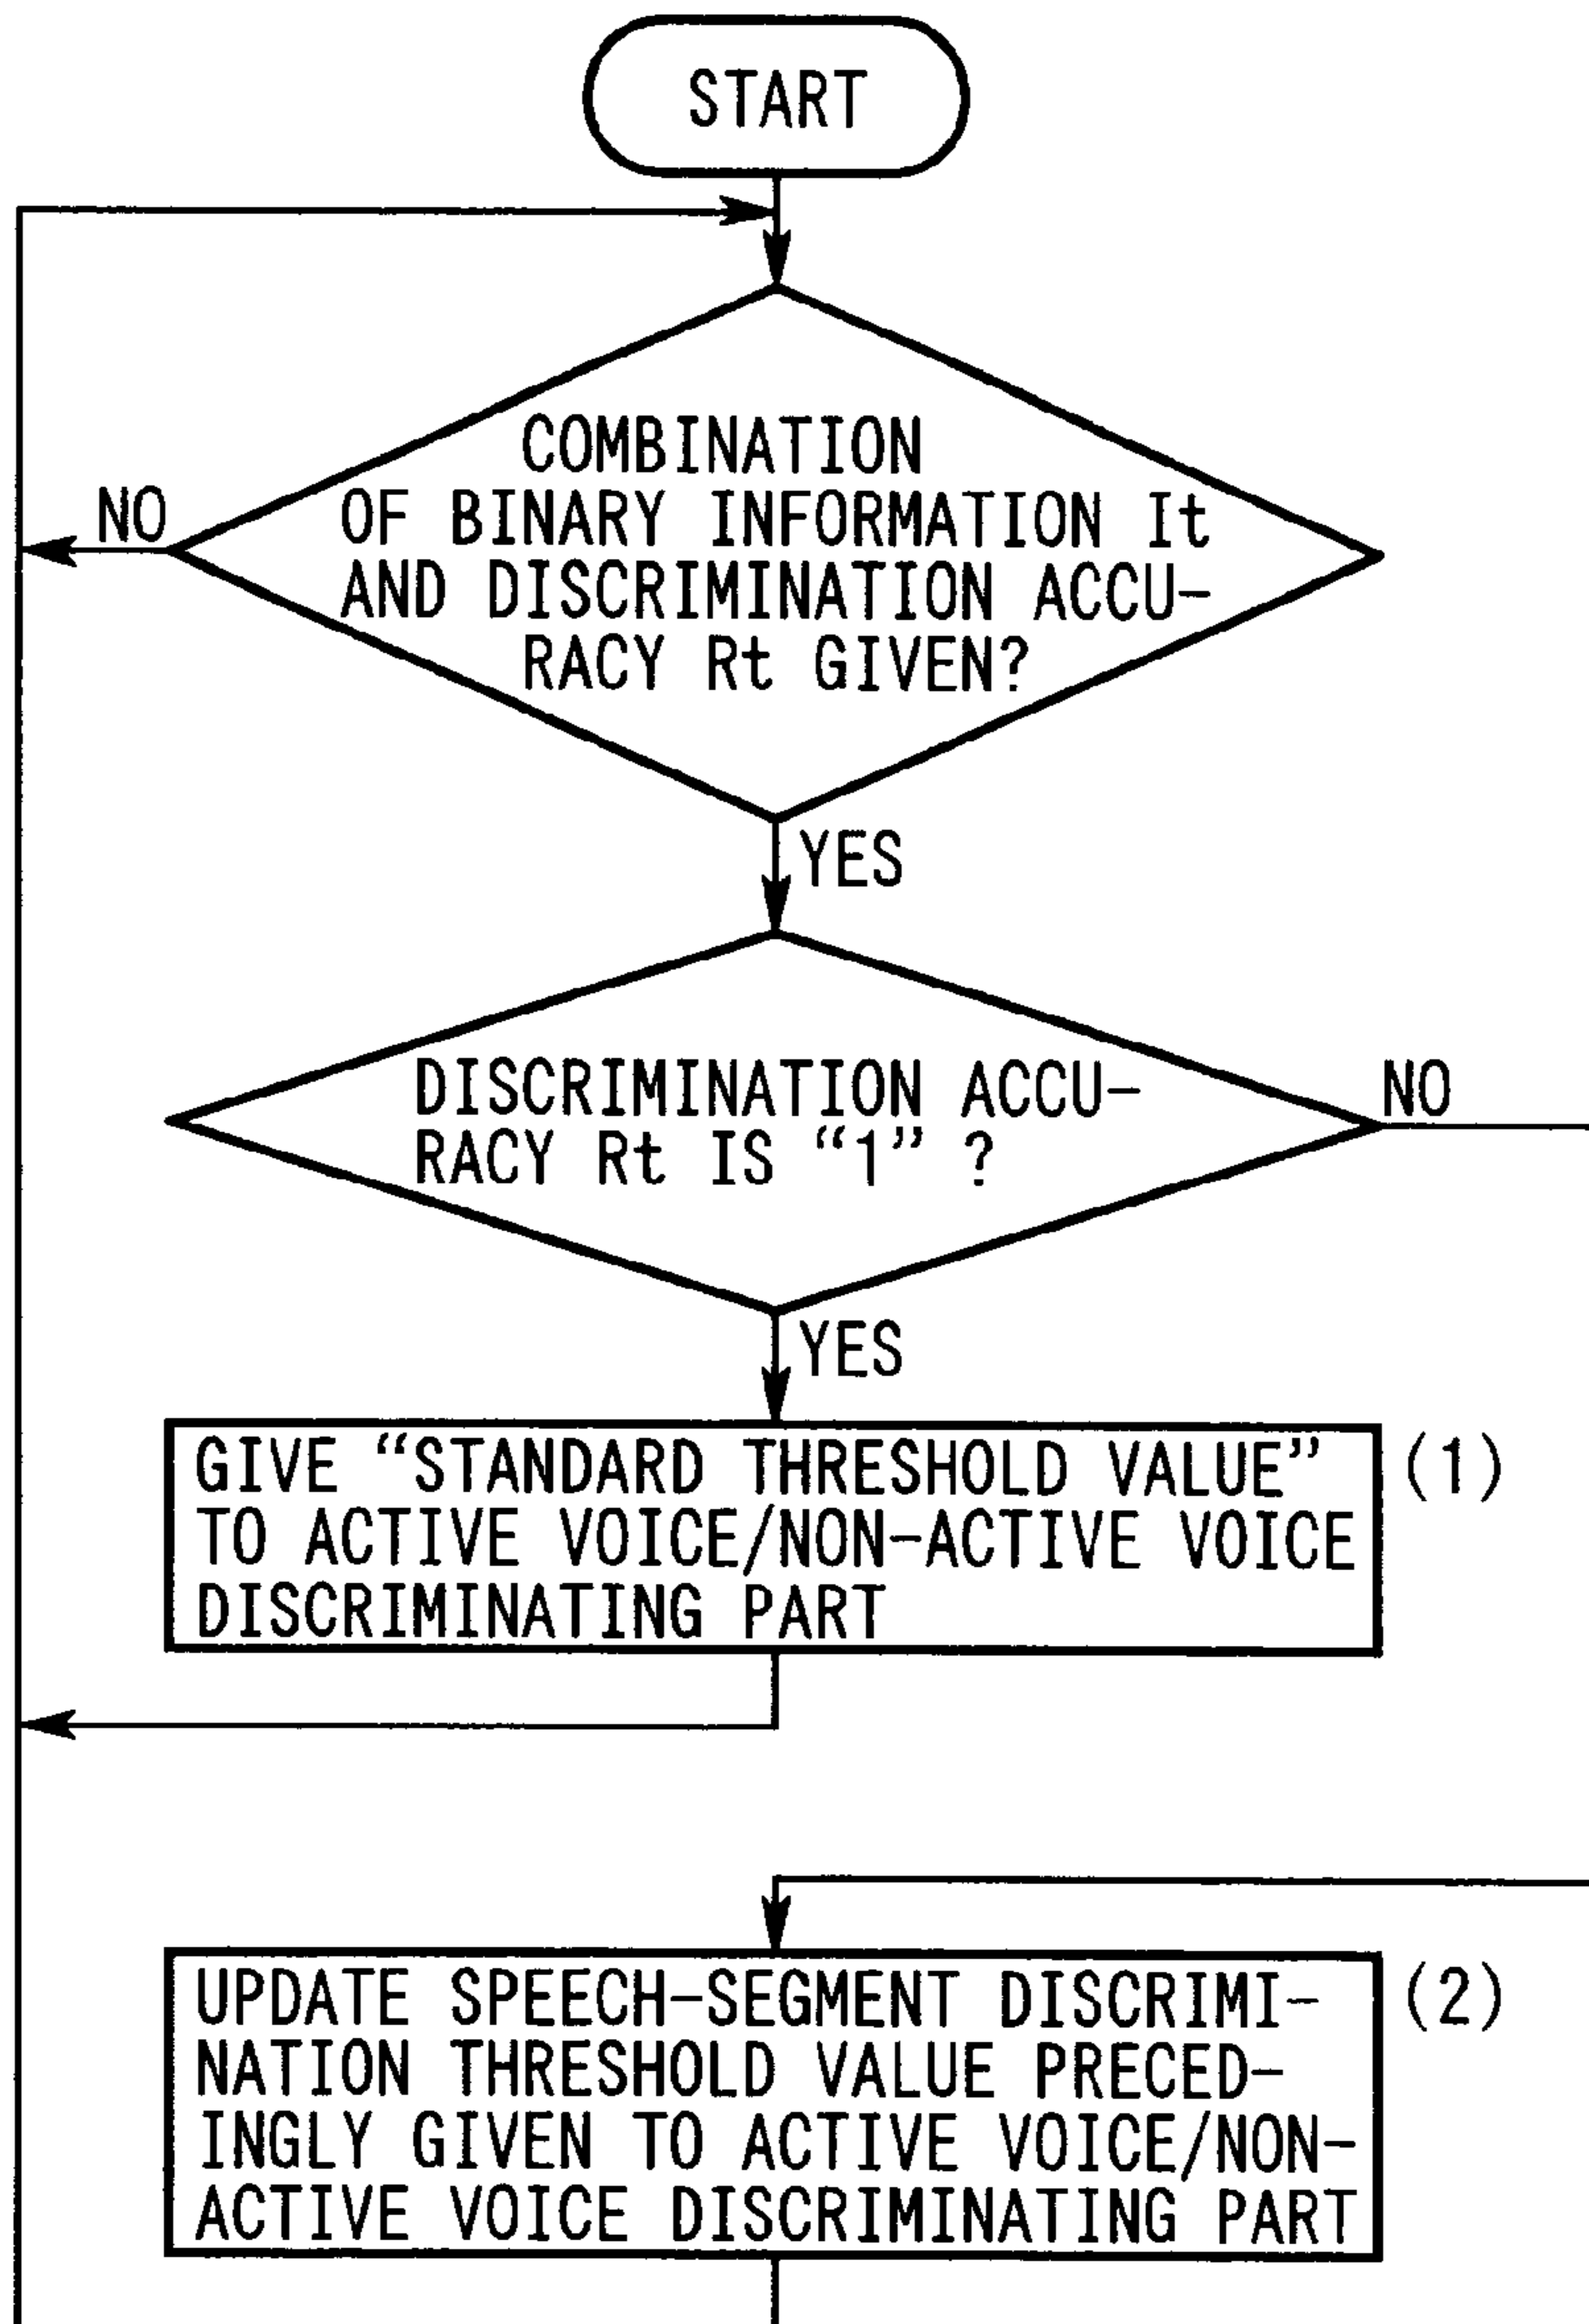 START
COMBINATION
OF BINARY INFORMATION It
AND DISCRIMINATION ACCU-
RACY Rt GIVEN?
NO
YES
DISCRIMINATION ACCU-
RACY Rt IS “1” ?
NO
YES
GIVE “STANDARD THRESHOLD VALUE”
TO ACTIVE VOICE/NON-ACTIVE VOICE
DISCRIMINATING PART
(1)
UPDATE SPEECH-SEGMENT DISCRIMI-
NATION THRESHOLD VALUE PRECED-
INGLY GIVEN TO ACTIVE VOICE/NON-
ACTIVE VOICE DISCRIMINATING PART
(2)